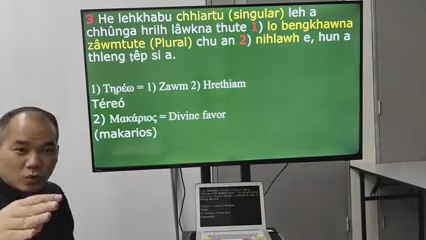 3 He lehkhabu chhiartu (singular) leh a
chhûnga hrilh lâwkna thute 1) lo bengkhawna
zâwmtute (Plural) chu an 2) nihlawh e, hun a
thleng ṭêp si a.
1) Τηρέω = 1) Zawm 2) Hrethiam
Téreó
2) Μακάριος = Divine favor
(makarios)